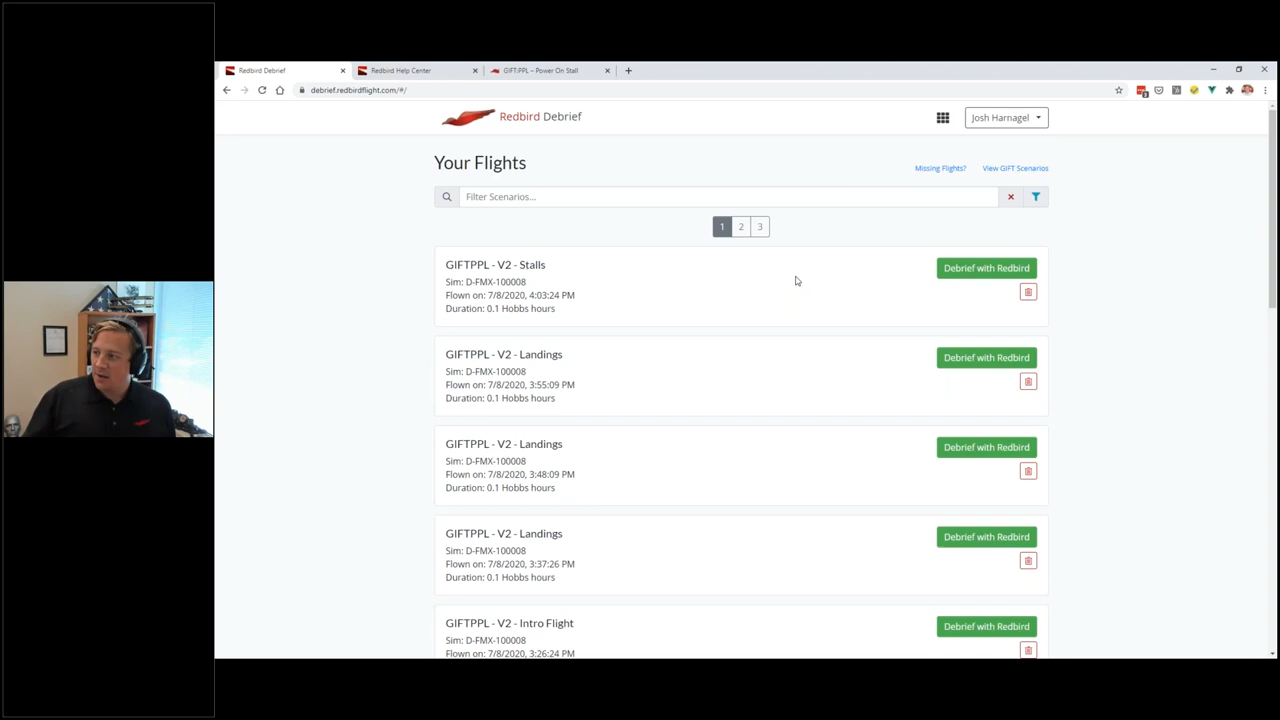 Redbird Debrief
Redbird Help Center
GIFT:PPL – Power On Stall
debrief.redbirdflight.com/#/
Redbird Debrief
Josh Harnagel
Your Flights
Missing Flights?
View GIFT Scenarios
Filter Scenarios...
1 2 3
GIFTPPL - V2 - Stalls
Debrief with Redbird
Sim: D-FMX-100008
Flown on: 7/8/2020, 4:03:24 PM
Duration: 0.1 Hobbs hours
GIFTPPL - V2 - Landings
Debrief with Redbird
Sim: D-FMX-100008
Flown on: 7/8/2020, 3:55:09 PM
Duration: 0.1 Hobbs hours
GIFTPPL - V2 - Landings
Debrief with Redbird
Sim: D-FMX-100008
Flown on: 7/8/2020, 3:48:09 PM
Duration: 0.1 Hobbs hours
GIFTPPL - V2 - Landings
Debrief with Redbird
Sim: D-FMX-100008
Flown on: 7/8/2020, 3:37:26 PM
Duration: 0.1 Hobbs hours
GIFTPPL - V2 - Intro Flight
Debrief with Redbird
Sim: D-FMX-100008
Flown on: 7/8/2020, 3:26:24 PM